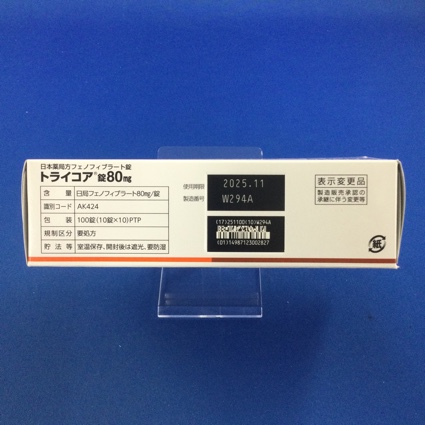 日本薬局方フェノフィブラート錠
トライコア®錠80mg
含量 日局フェノフィブラート80mg/錠
識別コード AK424
包装 100錠(10錠×10)PTP
規制区分 要処方
貯法等 室温保存、開封後は遮光、要防湿
使用期限 2025.11
製造番号 W294A
(17)251100(10)W294A
(01)14987123002827
表示変更品
製造販売承認の
承継に伴う変更等
紙